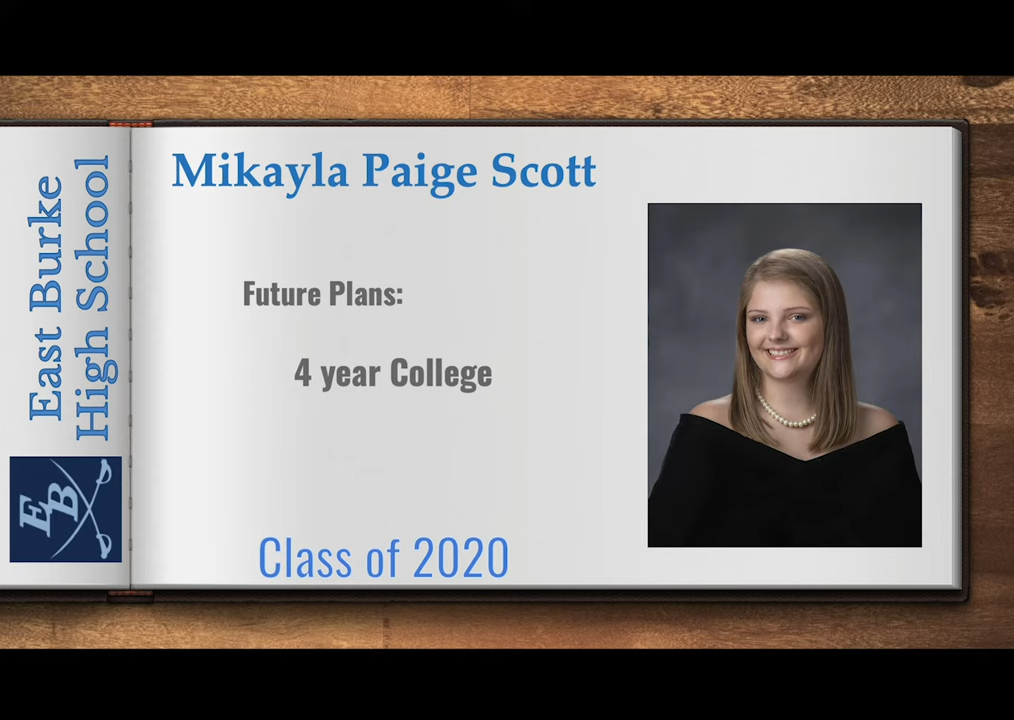 Mikayla Paige Scott
East Burke
High School
Future Plans:
4 year College
EB
Class of 2020